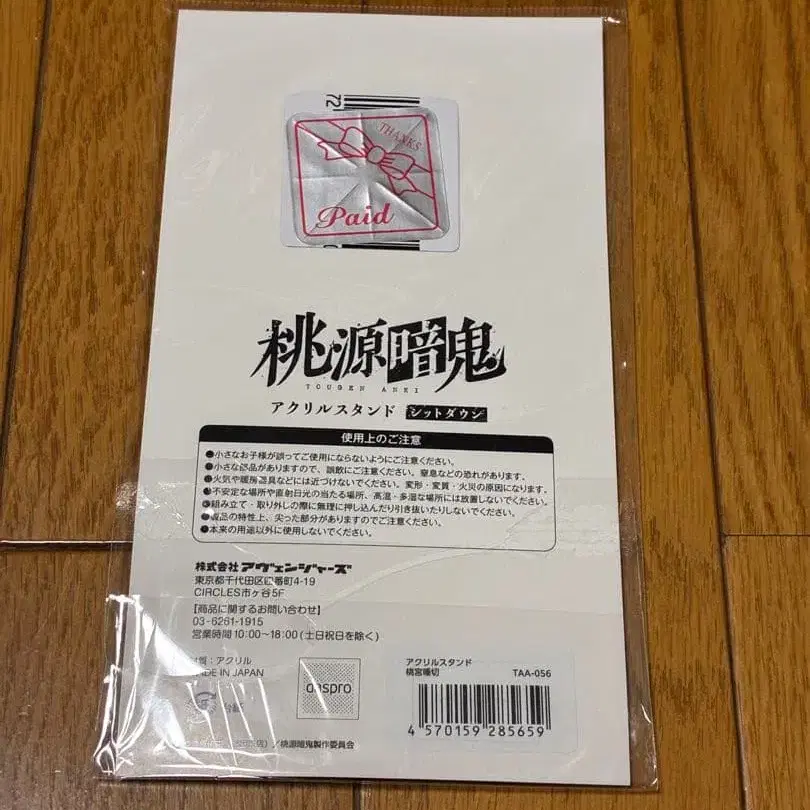 72
THANKS
Paid
桃源暗鬼
TOUGEN ANKI
アクリルスタンド シットダウン
使用上のご注意
●小さなお子様が誤ってご使用にならないようにご注意ください。
●小さな部品がありますので、誤飲にご注意ください。窒息などの恐れがあります。
●火気や暖房器具などには近づけないでください。変形・変質・火災の原因になります。
●不安定な場所や直射日光の当たる場所、高温・多湿な場所には放置しないでください。
●組み立て・取り外しの際に無理に押し込んだり引き抜いたりしないでください。
●製品の特性上、尖った部分がありますのでご注意ください。
●本来の用途以外に使用しないでください。
株式会社アヴェンジャーズ
東京都千代田区四番町4-19
CIRCLES市ヶ谷5F
【商品に関するお問い合わせ】
03-6261-1915
営業時間10:00~18:00(土日祝日を除く)
質:アクリル
MADE IN JAPAN
台紙
daspro
アクリルスタンド
桃宮唾切 TAA-056
4 570159 285659
/桃源暗鬼製作委員会